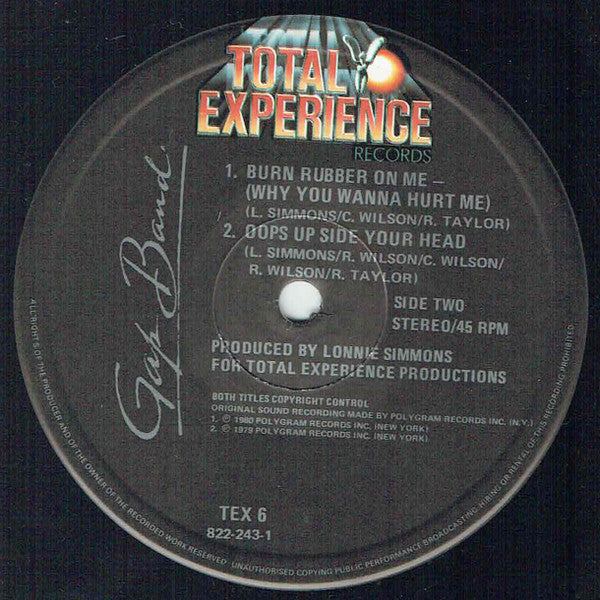 TOTAL
EXPERIENCE
RECORDS
1. BURN RUBBER ON ME –
(WHY YOU WANNA HURT ME)
(L. SIMMONS/C. WILSON/R. TAYLOR)
2. OOPS UP SIDE YOUR HEAD
(L. SIMMONS/R. WILSON/C. WILSON/
R. WILSON/R. TAYLOR)
Gap Band.
SIDE TWO
STEREO/45 RPM
PRODUCED BY LONNIE SIMMONS
FOR TOTAL EXPERIENCE PRODUCTIONS
BOTH TITLES COPYRIGHT CONTROL
ORIGINAL SOUND RECORDING MADE BY POLYGRAM RECORDS INC. (N.Y.)
1. ℗ 1980 POLYGRAM RECORDS INC. (NEW YORK)
2. ℗ 1979 POLYGRAM RECORDS INC. (NEW YORK)
TEX 6
822-243-1
ALL RIGHTS OF THE PRODUCER AND OF THE OWNER OF THE RECORDED WORK RESERVED UNAUTHORISED COPYING PUBLIC PERFORMANCE BROADCASTING, HIRING OR RENTAL OF THIS RECORD PROHIBITED.